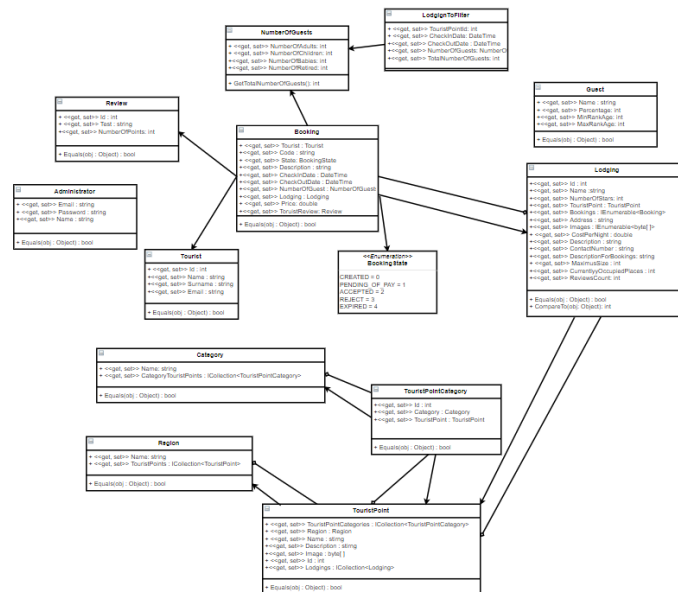 NumberOfGuests
+ <<get, set>> NumberOfAdults: int
+ <<get, set>> NumberOfChildren: int
+<<get, set>> NumberOfBabies: int
+ <<get, set>> NumberOfRetired: int
+ GetTotalNumberOfGuests(): int
LodgignToFilter
+ <<get, set>> TouristPointId: int
+ <<get, set>> CheckInDate: DateTime
+ <<get, set>> CheckOutDate : DateTime
+<<get, set>> NumberOfGuests: NumberO
+<<get, set>> TotalNumberOfGuests: int
Guest
+ <<get, set>> Name : string
+ <<get, set>> Percentage: int
+<<get, set>> MinRankAge: int
+<<get, set>> MaxRankAge: int
+ Equals(obj : Object) : bool
Review
+ <<get, set>> Id : int
+ <<get, set>> Text : string
+<<get, set>> NumberOfPoints: int
+ Equals(obj : Object) : bool
Booking
+ <<get, set>> Tourist : Tourist
+ <<get, set>> Code : string
+ <<get, set>> State: BookingState
+<<get, set>> Description : string
+ <<get, set>> CheckInDate : DateTime
+ <<get, set>> CheckOutDate : DateTime
+<<get, set>> NumberOfGuest : NumberOfGuest
+<<get, set>> Lodging : Lodging
+ <<get, set>> Price: double
+<<get, set>> TouristReview: Review
+ Equals(obj : Object) : bool
Lodging
+ <<get, set>> Id : int
+ <<get, set>> Name :string
+ <<get, set>> NumberOfStars: int
+<<get, set>> TouristPoint : TouristPoint
+ <<get, set>> Bookings : IEnumerable<Booking>
+ <<get, set>> Address : string
+<<get, set>> Images : IEnumerable<byte[ ]>
+<<get, set>> CostPerNight : double
+ <<get, set>> Description : string
+ <<get, set>> ContactNumber : string
+<<get, set>> DescriptionForBookings: string
+ <<get, set>> MaximusSize : int
+<<get, set>> CurrentlyyOccupiedPlaces : int
+<<get, set>> ReviewsCount: int
+ Equals(obj : Object) : bool
+ CompareTo(obj: Object): int
Administrator
+ <<get, set>> Email : string
+ <<get, set>> Password : string
+<<get, set>> Name : string
+ Equals(obj : Object) : bool
Tourist
+ <<get, set>> Id : int
+ <<get, set>> Name : string
+<<get, set>> Surname : string
+ <<get, set>> Email : string
+ Equals(obj : Object) : bool
<<Enumeration>>
BookingState
CREATED = 0
PENDING_OF_PAY = 1
ACCEPTED = 2
REJECT = 3
EXPIRED = 4
Category
+ <<get, set>> Name: string
+ <<get, set>> CategoryTouristPoints : ICollection<TouristPointCategory>
+ Equals(obj : Object) : bool
TouristPointCategory
+<<get, set>> Id : int
+<<get, set>> Category : Category
+<<get, set>> TouristPoint : TouristPoint
+ Equals(obj : Object) : bool
Region
+ <<get, set>> Name: string
+ <<get, set>> TouristPoints : ICollection<TouristPoint>
+ Equals(obj : Object) : bool
TouristPoint
+ <<get, set>> TouristPointCategories : ICollection<TouristPointCategory>
+ <<get, set>> Region : Region
+ <<get, set>> Name : string
+<<get, set>> Description : string
+ <<get, set>> Image : byte[ ]
+ <<get, set>> Id : int
+<<get, set>> Lodgings : ICollection<Lodging>
+ Equals(obj : Object) : bool